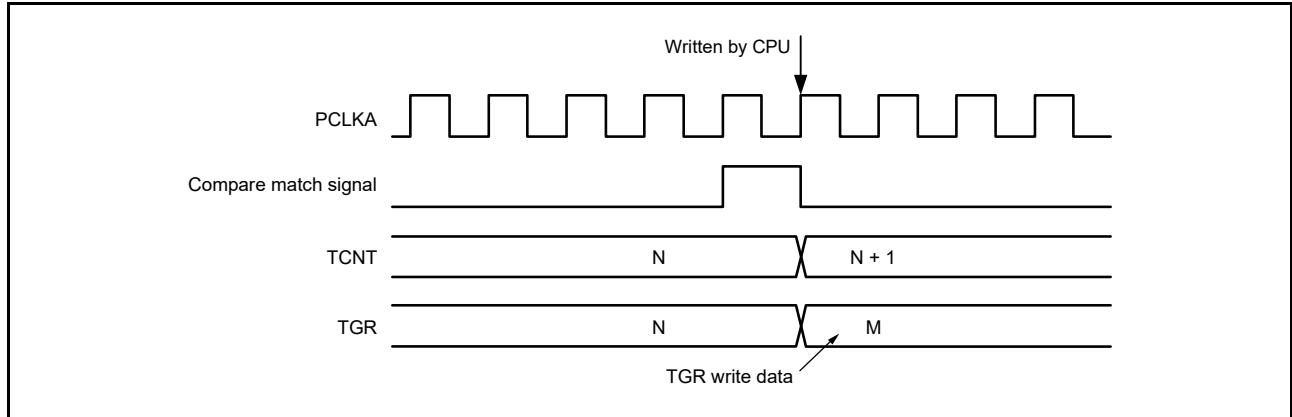 Written by CPU
PCLKA
Compare match signal
TCNT
N
N + 1
TGR
N
M
TGR write data